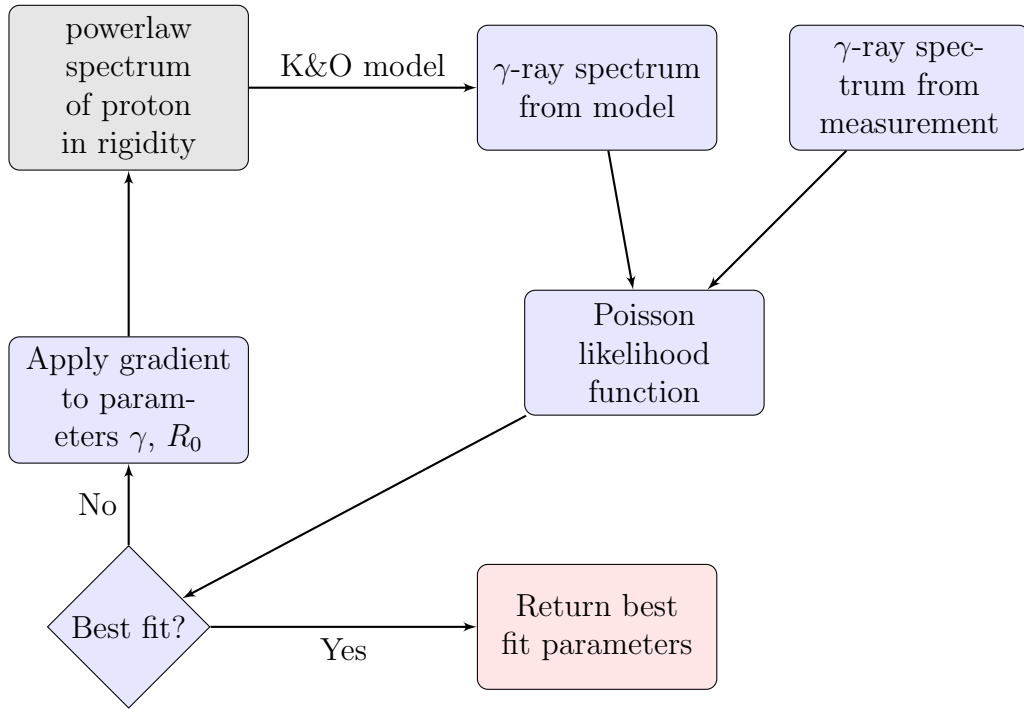 powerlaw
spectrum
of proton
in rigidity
K&O model
γ-ray spectrum
from model
γ-ray spec-
trum from
measurement
Poisson
likelihood
function
Apply gradient
to param-
eters γ, R₀
No
Best fit?
Yes
Return best
fit parameters